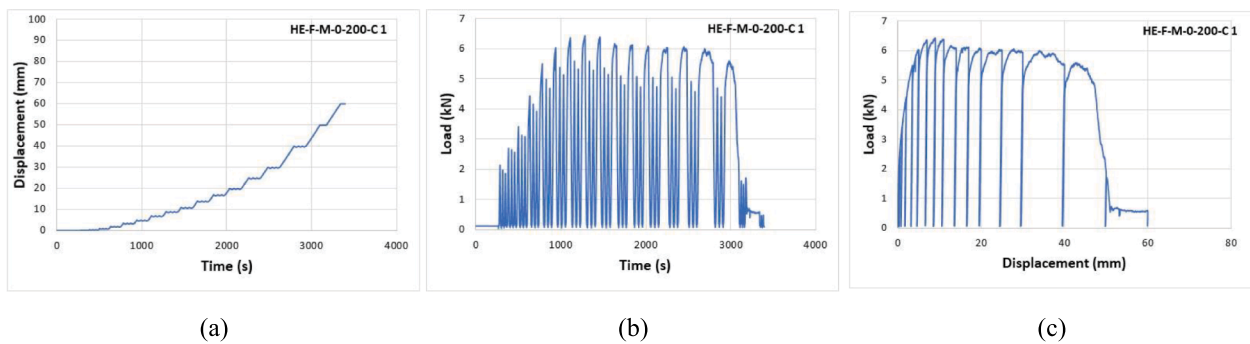 HE-F-M-0-200-C 1
Displacement (mm)
100
90
80
70
60
50
40
30
20
10
0
0 1000 2000 3000 4000
Time (s)
(a)
HE-F-M-0-200-C 1
Load (kN)
7
6
5
4
3
2
1
0
0 1000 2000 3000 4000
Time (s)
(b)
HE-F-M-0-200-C 1
Load (kN)
7
6
5
4
3
2
1
0
0 20 40 60 80
Displacement (mm)
(c)